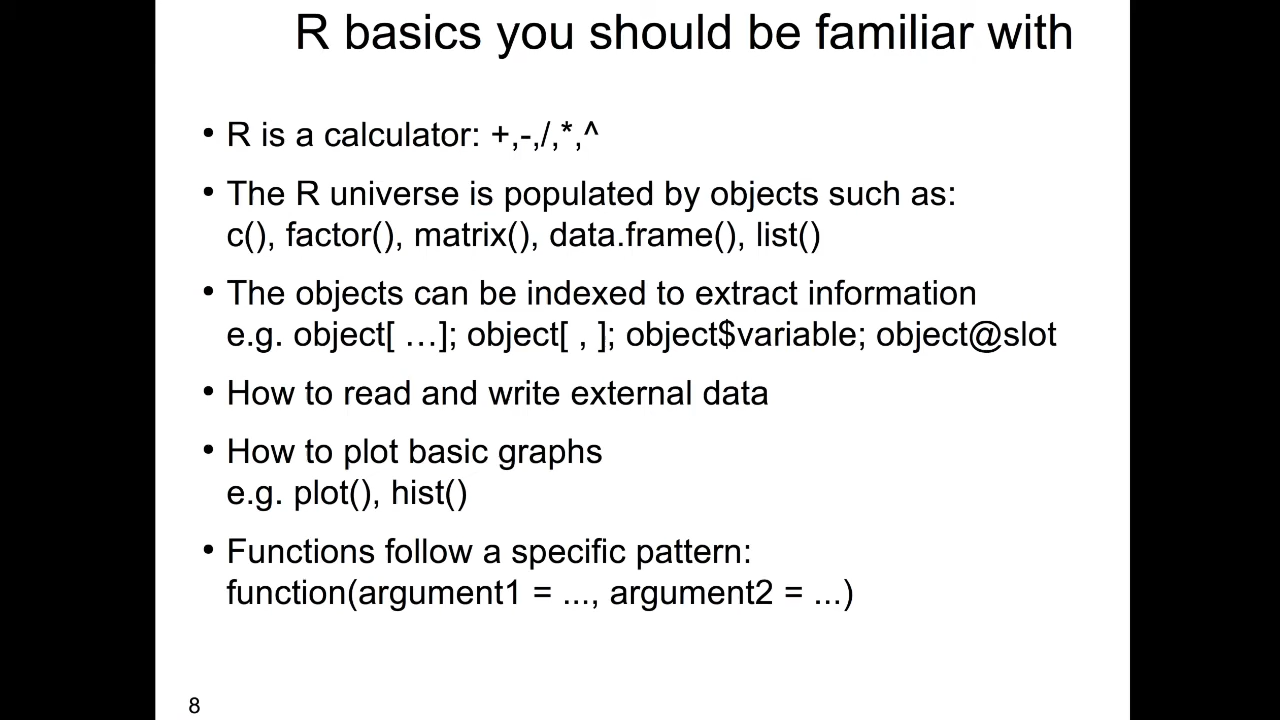 R basics you should be familiar with
• R is a calculator: +,-,/,*,^
• The R universe is populated by objects such as:
c(), factor(), matrix(), data.frame(), list()
• The objects can be indexed to extract information
e.g. object[ …]; object[ , ]; object$variable; object@slot
• How to read and write external data
• How to plot basic graphs
e.g. plot(), hist()
• Functions follow a specific pattern:
function(argument1 = ..., argument2 = ...)
8